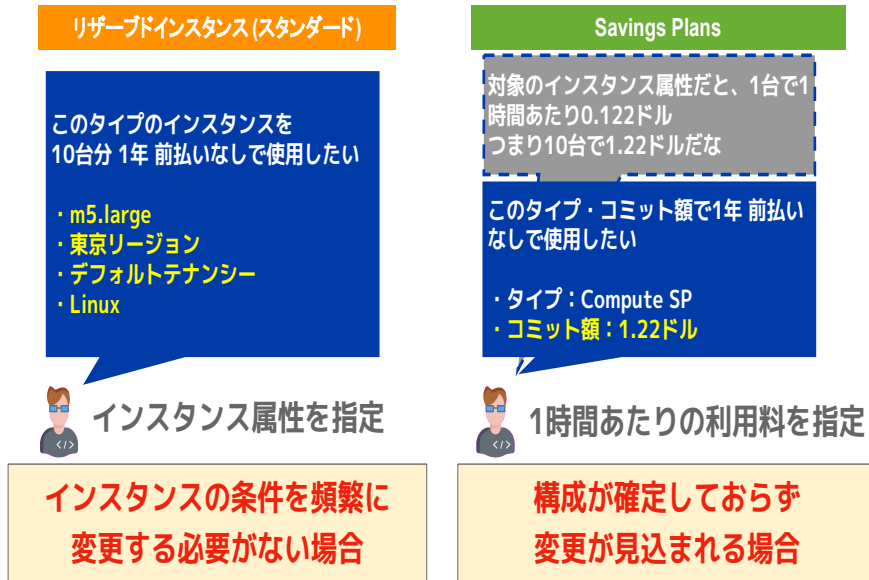 リザーブドインスタンス(スタンダード)
このタイプのインスタンスを
10台分 1年 前払いなしで使用したい
・m5.large
・東京リージョン
・デフォルトテナンシー
・Linux
インスタンス属性を指定
インスタンスの条件を頻繁に
変更する必要がない場合
Savings Plans
対象のインスタンス属性だと、1台で1
時間あたり0.122ドル
つまり10台で1.22ドルだな
このタイプ・コミット額で1年 前払い
なしで使用したい
・タイプ：Compute SP
・コミット額：1.22ドル
1時間あたりの利用料を指定
構成が確定しておらず
変更が見込まれる場合